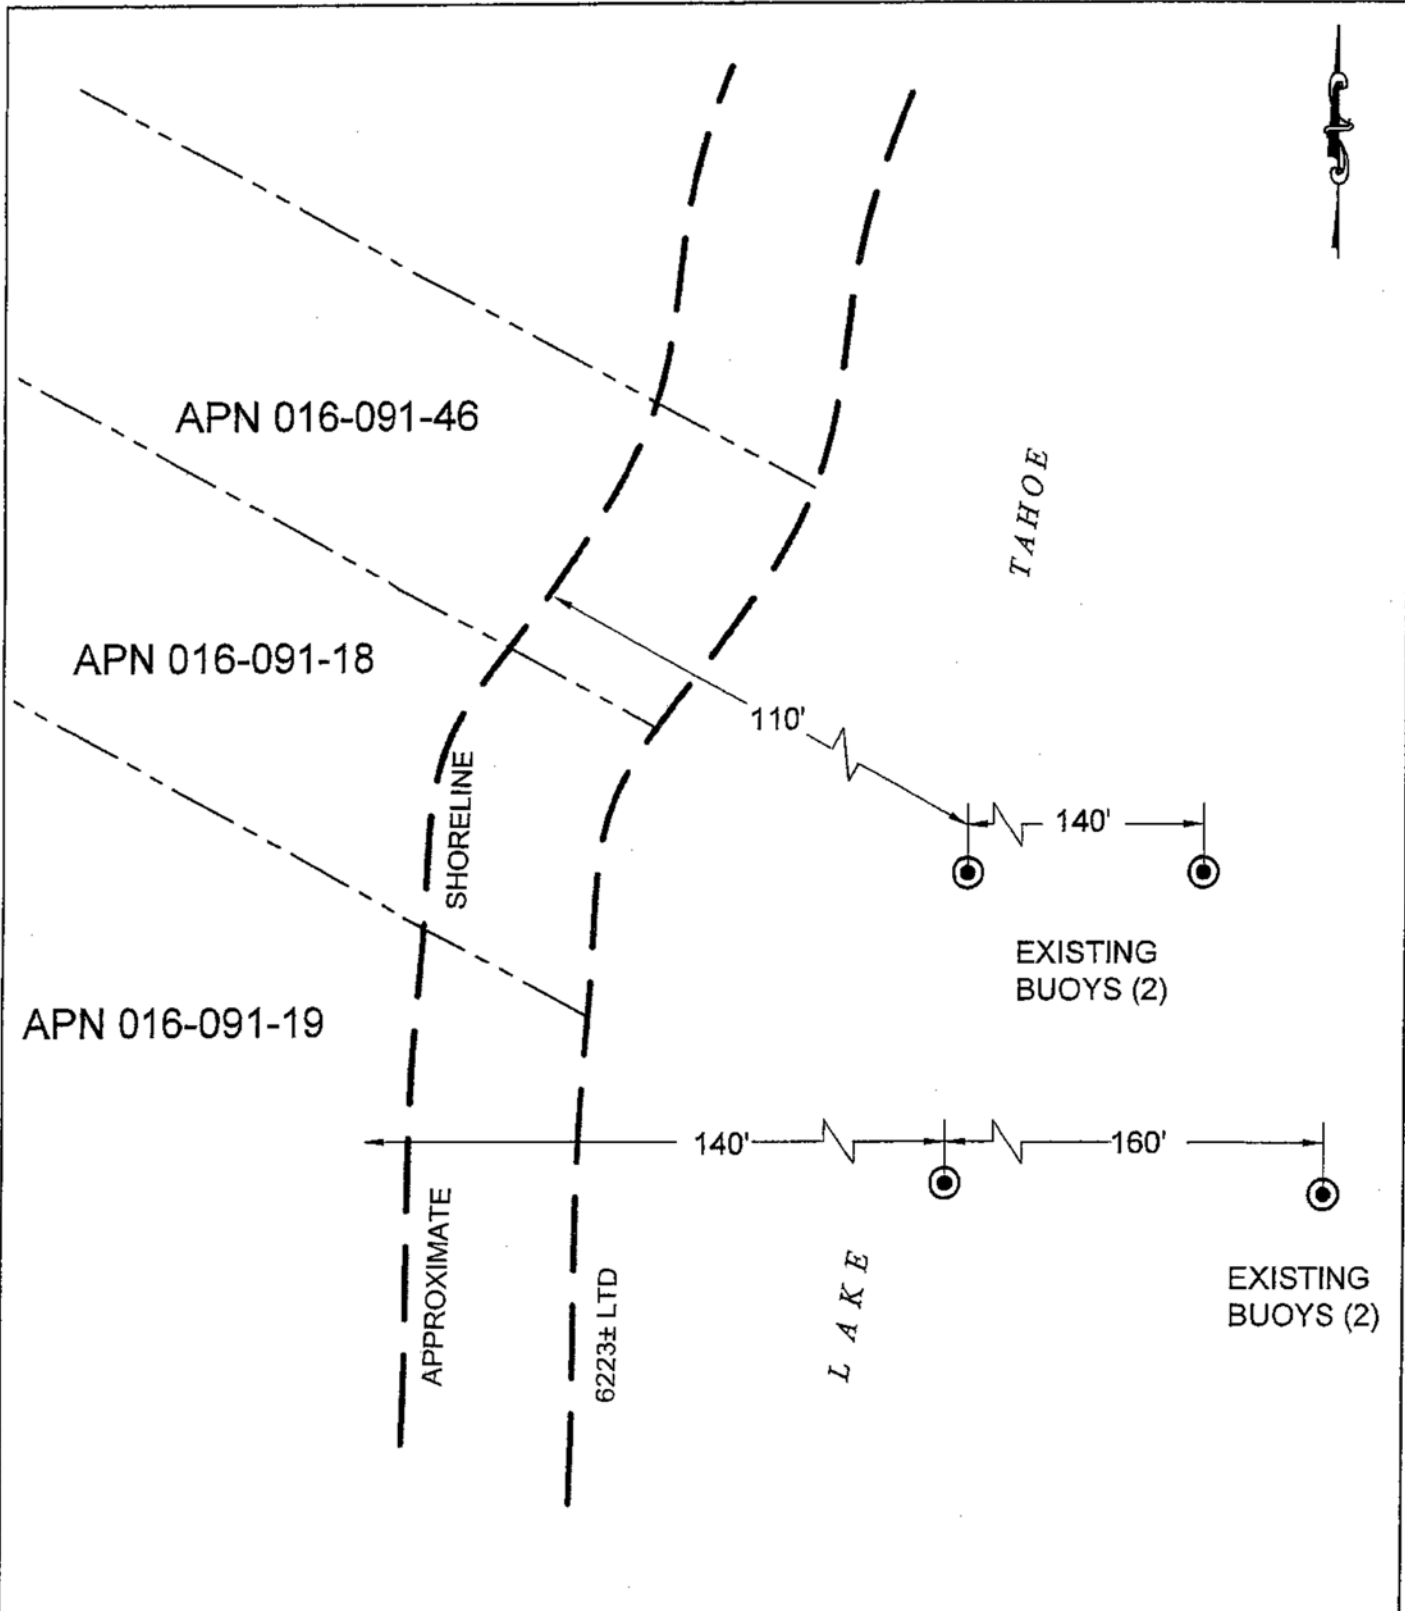 APN 016-091-46
TAHOE
APN 016-091-18
110'
SHORELINE
140'
EXISTING
BUOYS (2)
APN 016-091-19
140'
160'
APPROXIMATE
6223± LTD
LAKE
EXISTING
BUOYS (2)